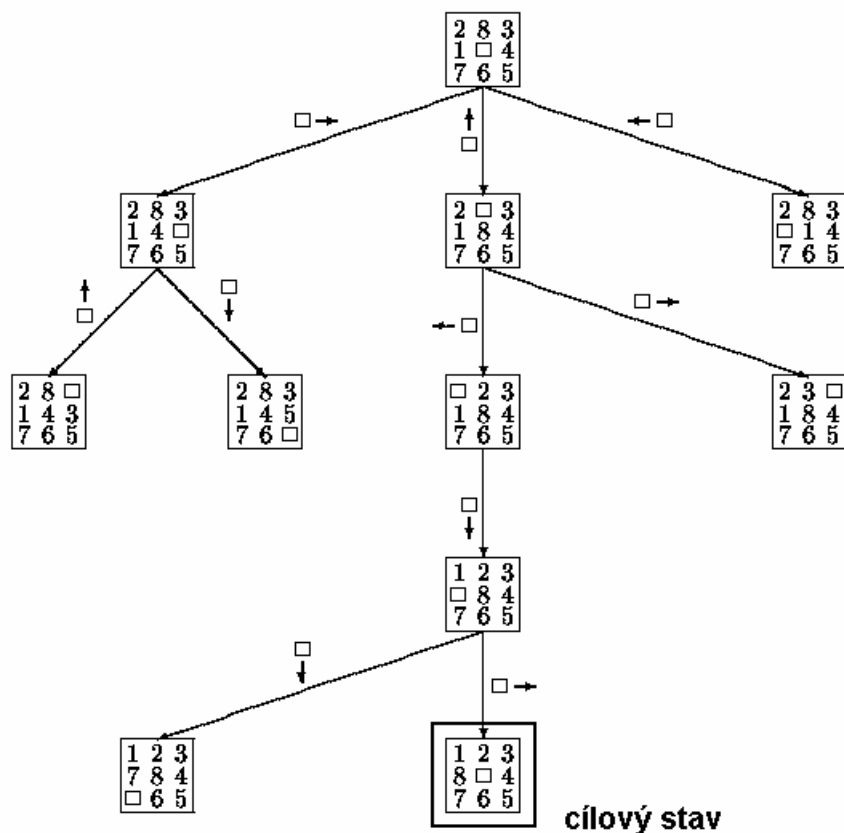 2 8 3
1 □ 4
7 6 5
□ →
↑
□
← □
2 8 3
1 4 □
7 6 5
2 □ 3
1 8 4
7 6 5
2 8 3
□ 1 4
7 6 5
↑
□
□
↓
← □
□ →
2 8 □
1 4 3
7 6 5
2 8 3
1 4 5
7 6 □
□ 2 3
1 8 4
7 6 5
2 3 □
1 8 4
7 6 5
□
↓
1 2 3
□ 8 4
7 6 5
□
↓
□ →
1 2 3
7 8 4
□ 6 5
1 2 3
8 □ 4
7 6 5
cílový stav